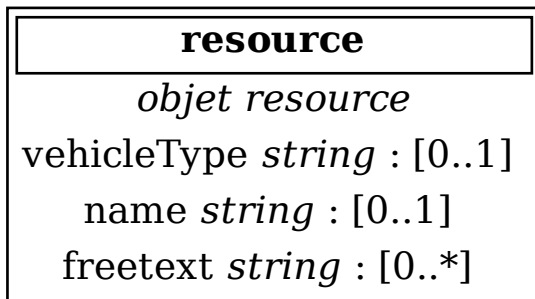 resource
objet resource
vehicleType string : [0..1]
name string : [0..1]
freetext string : [0..*]